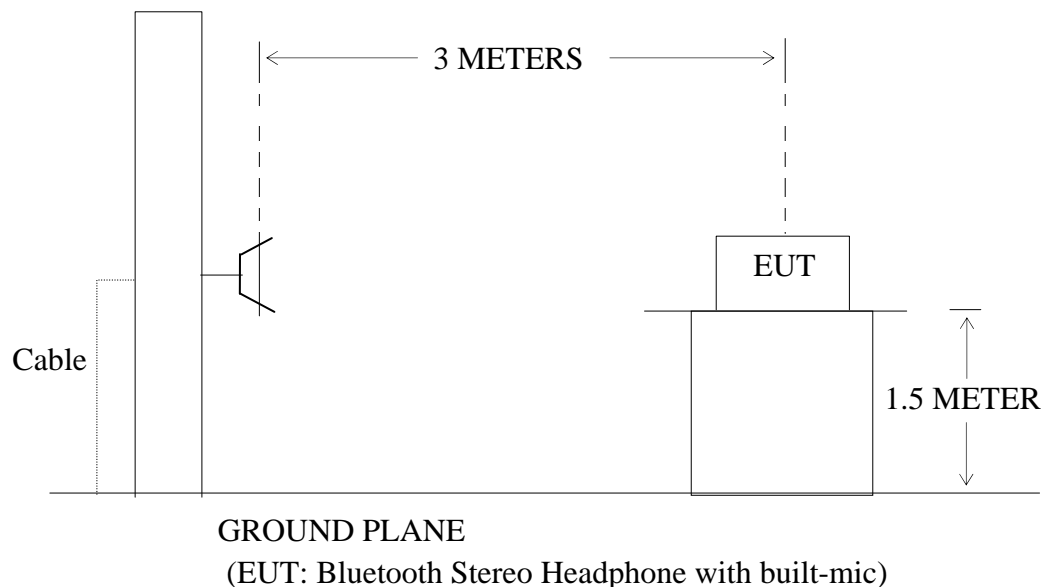 3 METERS
EUT
Cable
1.5 METER
GROUND PLANE
(EUT: Bluetooth Stereo Headphone with built-mic)